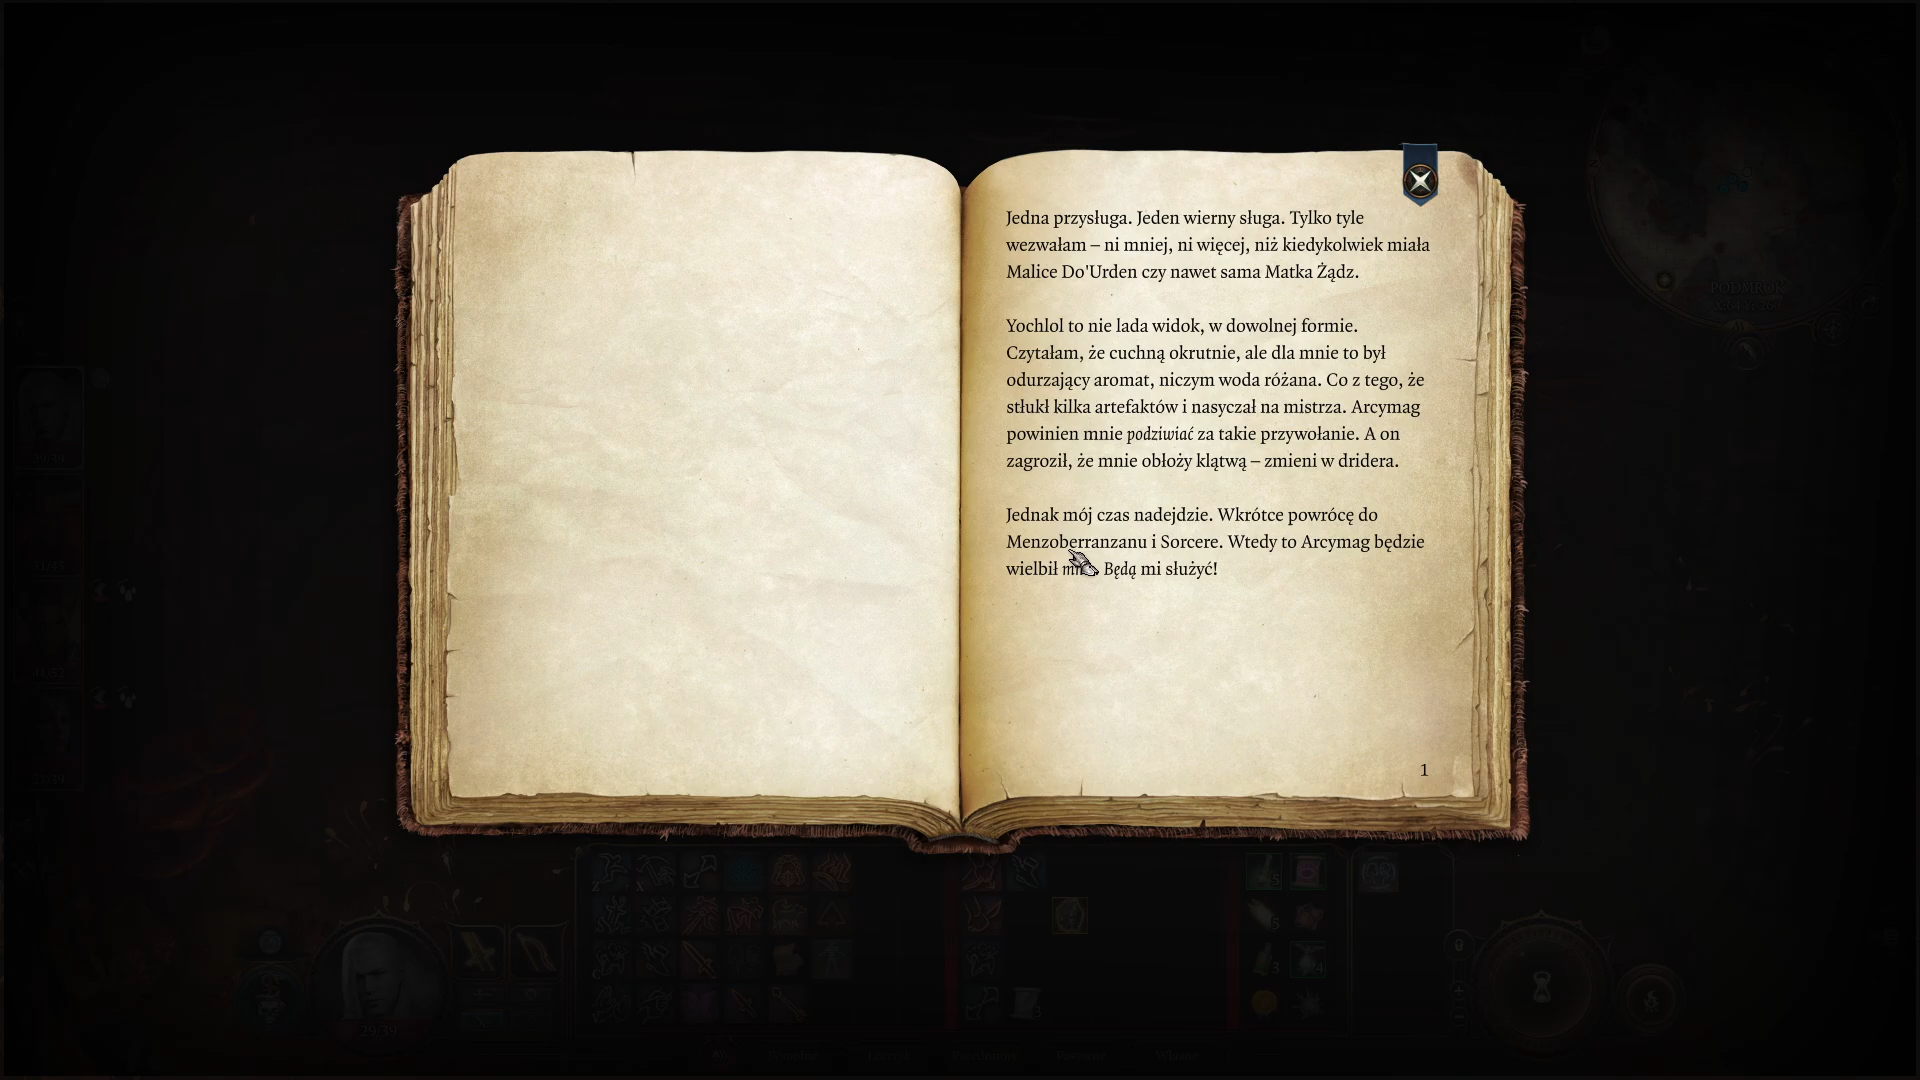 Jedna przysługa. Jeden wierny sługa. Tylko tyle
wezwałam – ni mniej, ni więcej, niż kiedykolwiek miała
Malice Do'Urden czy nawet sama Matka Żądz.
Yochlol to nie lada widok, w dowolnej formie.
Czytałam, że cuchną okrutnie, ale dla mnie to był
odurzający aromat, niczym woda różana. Co z tego, że
stłukł kilka artefaktów i nasyczał na mistrza. Arcymag
powinien mnie podziwiać za takie przywołanie. A on
zagroził, że mnie obłoży klątwą – zmieni w dridera.
Jednak mój czas nadejdzie. Wkrótce powrócę do
Menzoberranzanu i Sorcere. Wtedy to Arcymag będzie
wielbił Będą mi służyć!
1
PODMROK
29/39